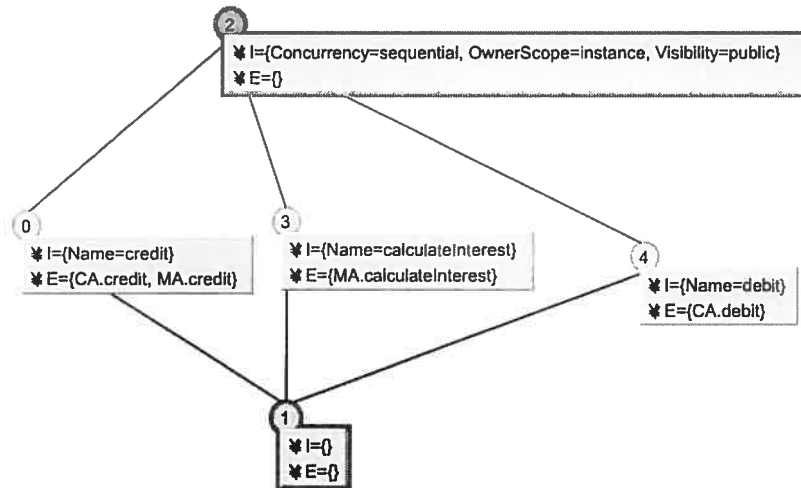 2
¥ I={Concurrency=sequential, OwnerScope=instance, Visibility=public}
¥ E={}
0
¥ I={Name=credit}
¥ E={CA.credit, MA.credit}
3
¥ I={Name=calculateInterest}
¥ E={MA.calculateInterest}
4
¥ I={Name=debit}
¥ E={CA.debit}
1
¥ I={}
¥ E={}